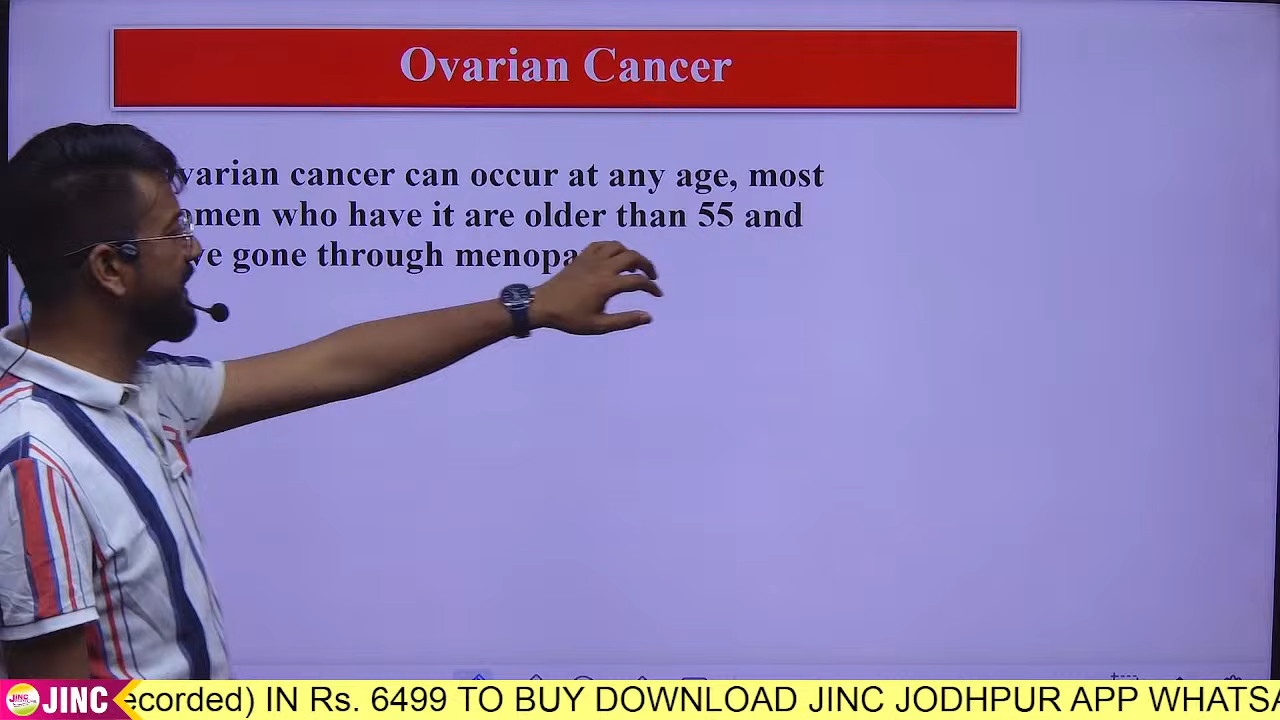 Ovarian Cancer
varian cancer can occur at any age, most
omen who have it are older than 55 and
ve gone through menopa
JINC
JINC
ecorded) IN Rs. 6499 TO BUY DOWNLOAD JINC JODHPUR APP WHATSA